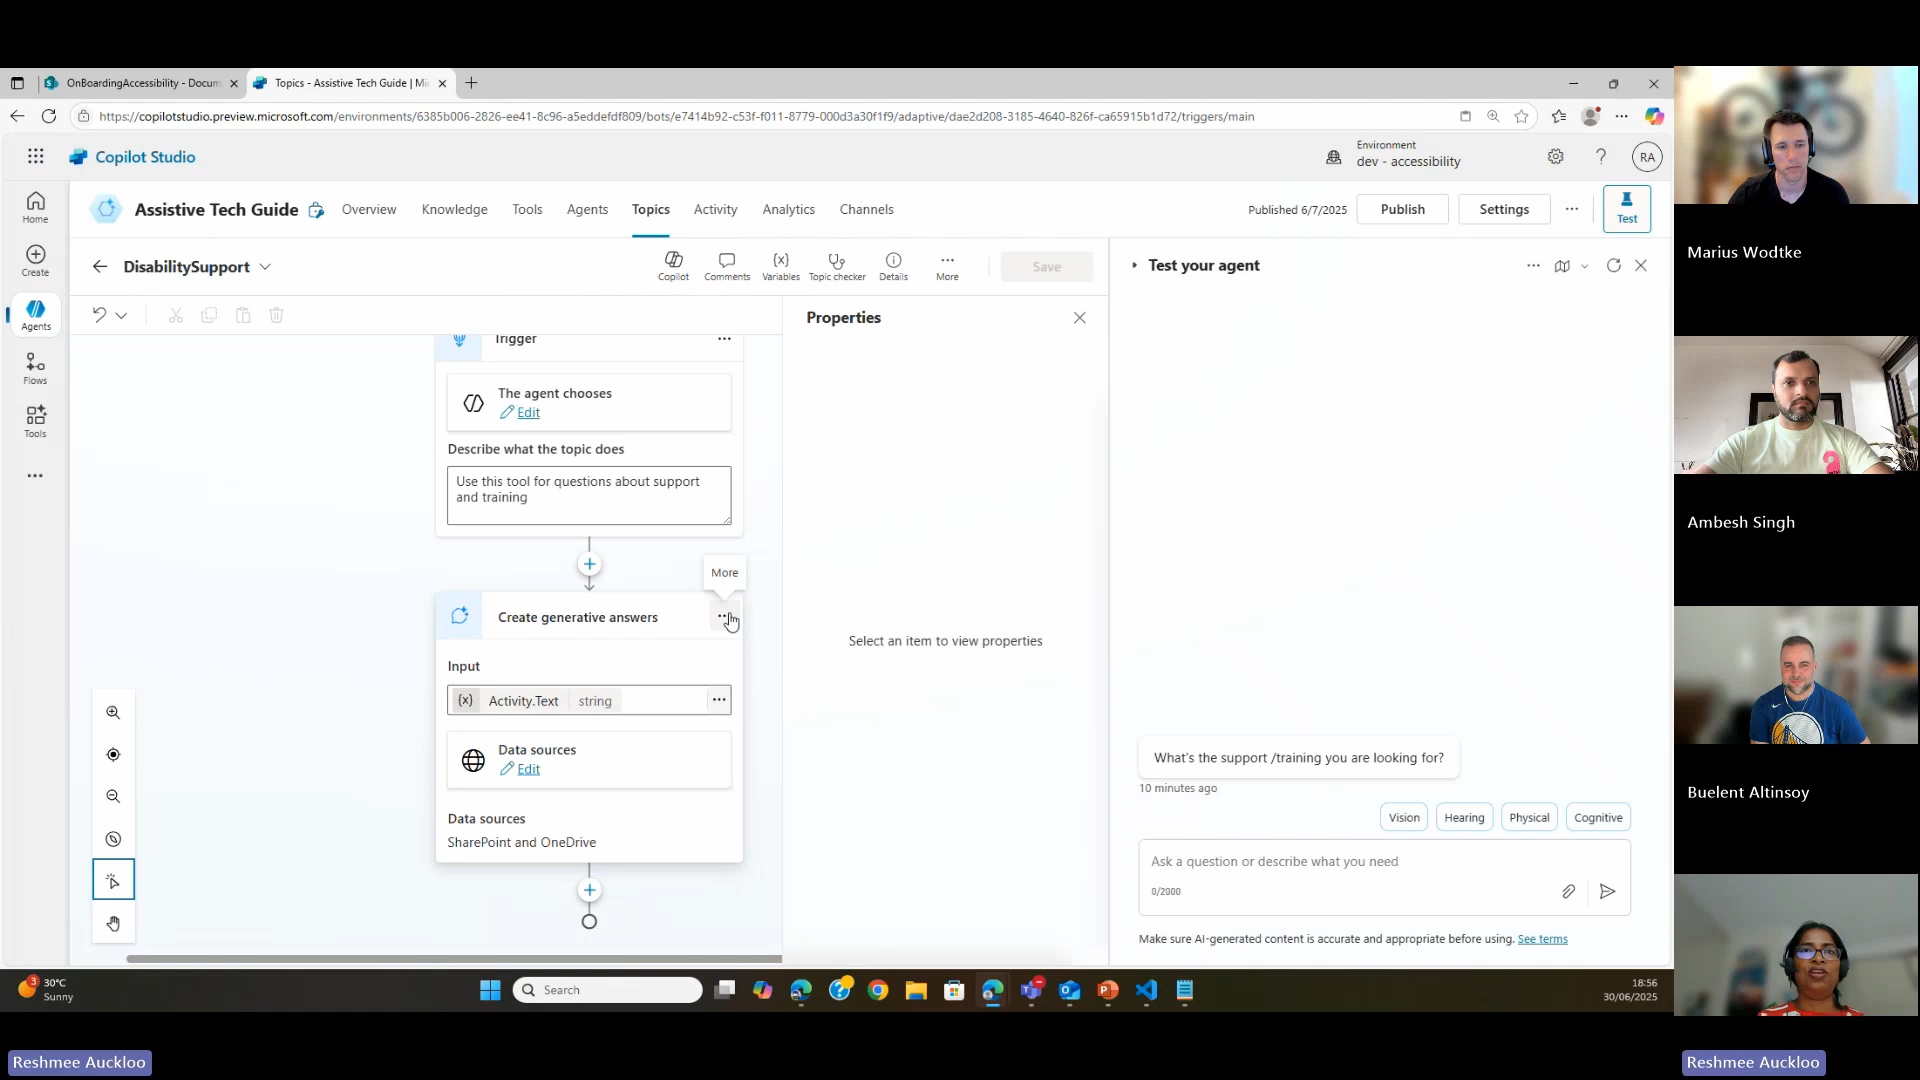 OnBoardingAccessibility - Docum
Topics - Assistive Tech Guide | Mic
https://copilotstudio.preview.microsoft.com/environments/6385b006-2826-ee41-8c96-a5eddefdf809/bots/e7414b92-c53f-f011-8779-000d3a30f1f9/adaptive/dae2d208-3185-4640-826f-ca65915b1d72/triggers/main
Copilot Studio
Environment
dev - accessibility
RA
Home
Create
Agents
Flows
Tools
Assistive Tech Guide
Overview
Knowledge
Tools
Agents
Topics
Activity
Analytics
Channels
Published 6/7/2025
Publish
Settings
Test
DisabilitySupport
Copilot
Comments
Variables
Topic checker
Details
More
Save
Trigger
The agent chooses
Edit
Describe what the topic does
Use this tool for questions about support
and training
More
Create generative answers
Input
{x} Activity.Text string
Data sources
Edit
Data sources
SharePoint and OneDrive
Properties
Select an item to view properties
Test your agent
What's the support /training you are looking for?
10 minutes ago
Vision
Hearing
Physical
Cognitive
Ask a question or describe what you need
0/2000
Make sure AI-generated content is accurate and appropriate before using. See terms
3
30°C
Sunny
Search
18:56
30/06/2025
Marius Wodtke
Ambesh Singh
Buelent Altinsoy
Reshmee Auckloo
Reshmee Auckloo